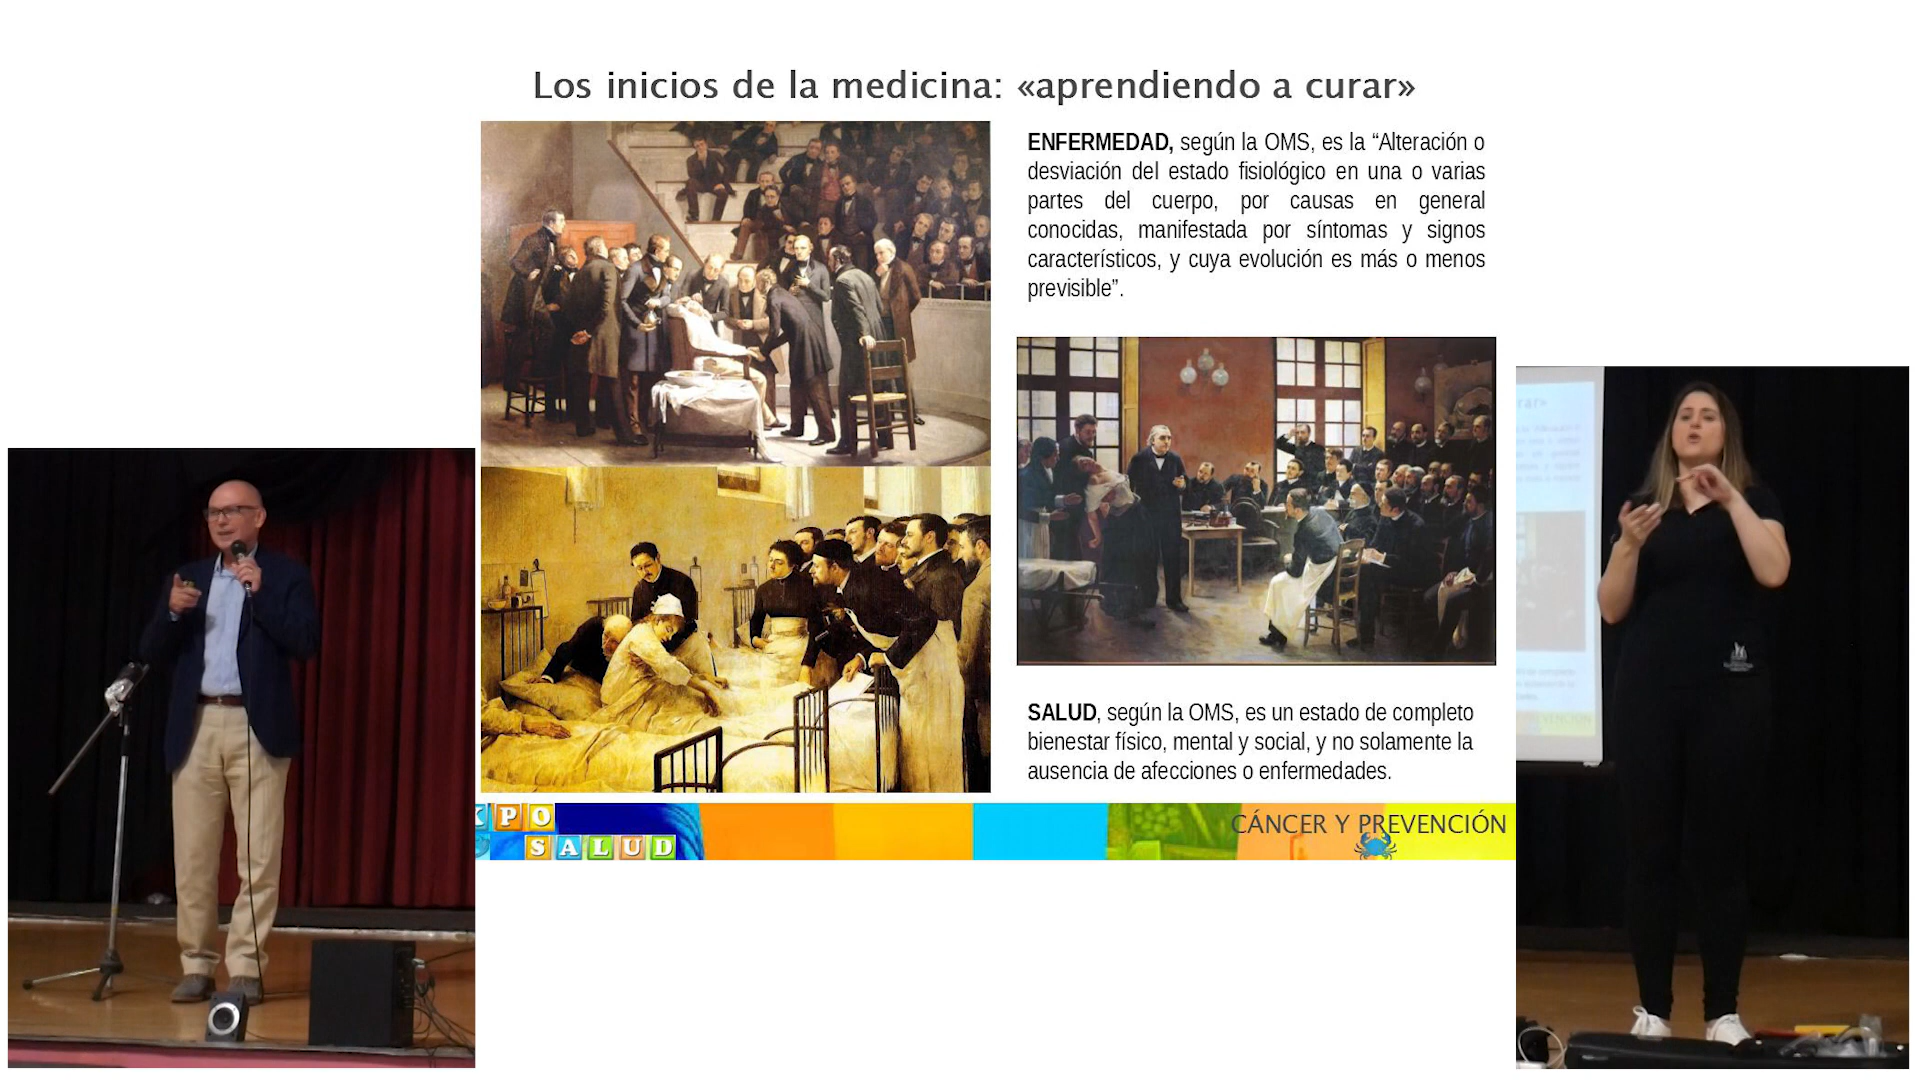 Los inicios de la medicina: «aprendiendo a curar»
ENFERMEDAD, según la OMS, es la “Alteración o
desviación del estado fisiológico en una o varias
partes del cuerpo, por causas en general
conocidas, manifestada por síntomas y signos
característicos, y cuya evolución es más o menos
previsible”.
SALUD, según la OMS, es un estado de completo
bienestar físico, mental y social, y no solamente la
ausencia de afecciones o enfermedades.
XPO
SALUD
CÁNCER Y PREVENCIÓN